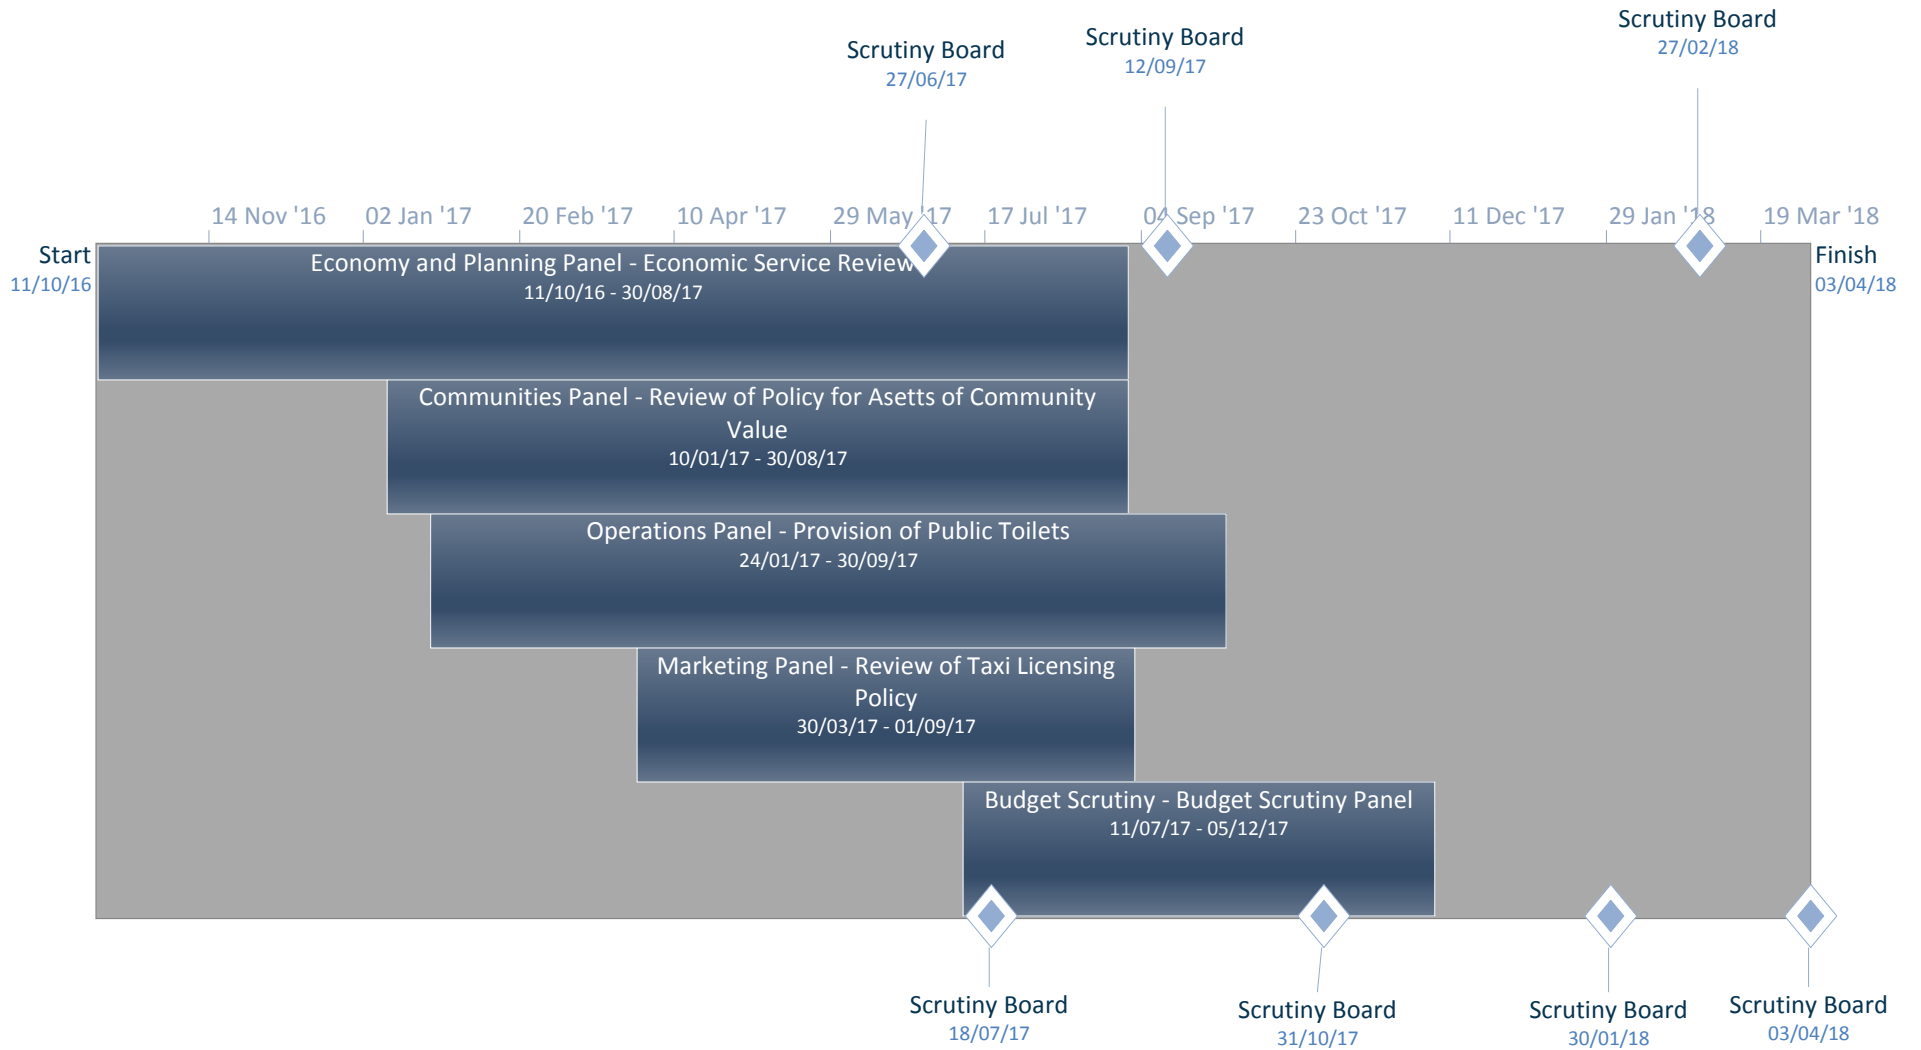 Scrutiny Board
27/02/18
Scrutiny Board
12/09/17
Scrutiny Board
27/06/17
14 Nov '16 02 Jan '17 20 Feb '17 10 Apr '17 29 May '17 17 Jul '17 04 Sep '17 23 Oct '17 11 Dec '17 29 Jan '18 19 Mar '18
Start
11/10/16
Finish
03/04/18
Economy and Planning Panel - Economic Service Review
11/10/16 - 30/08/17
Communities Panel - Review of Policy for Asetts of Community
Value
10/01/17 - 30/08/17
Operations Panel - Provision of Public Toilets
24/01/17 - 30/09/17
Marketing Panel - Review of Taxi Licensing
Policy
30/03/17 - 01/09/17
Budget Scrutiny - Budget Scrutiny Panel
11/07/17 - 05/12/17
Scrutiny Board
18/07/17
Scrutiny Board
31/10/17
Scrutiny Board
30/01/18
Scrutiny Board
03/04/18